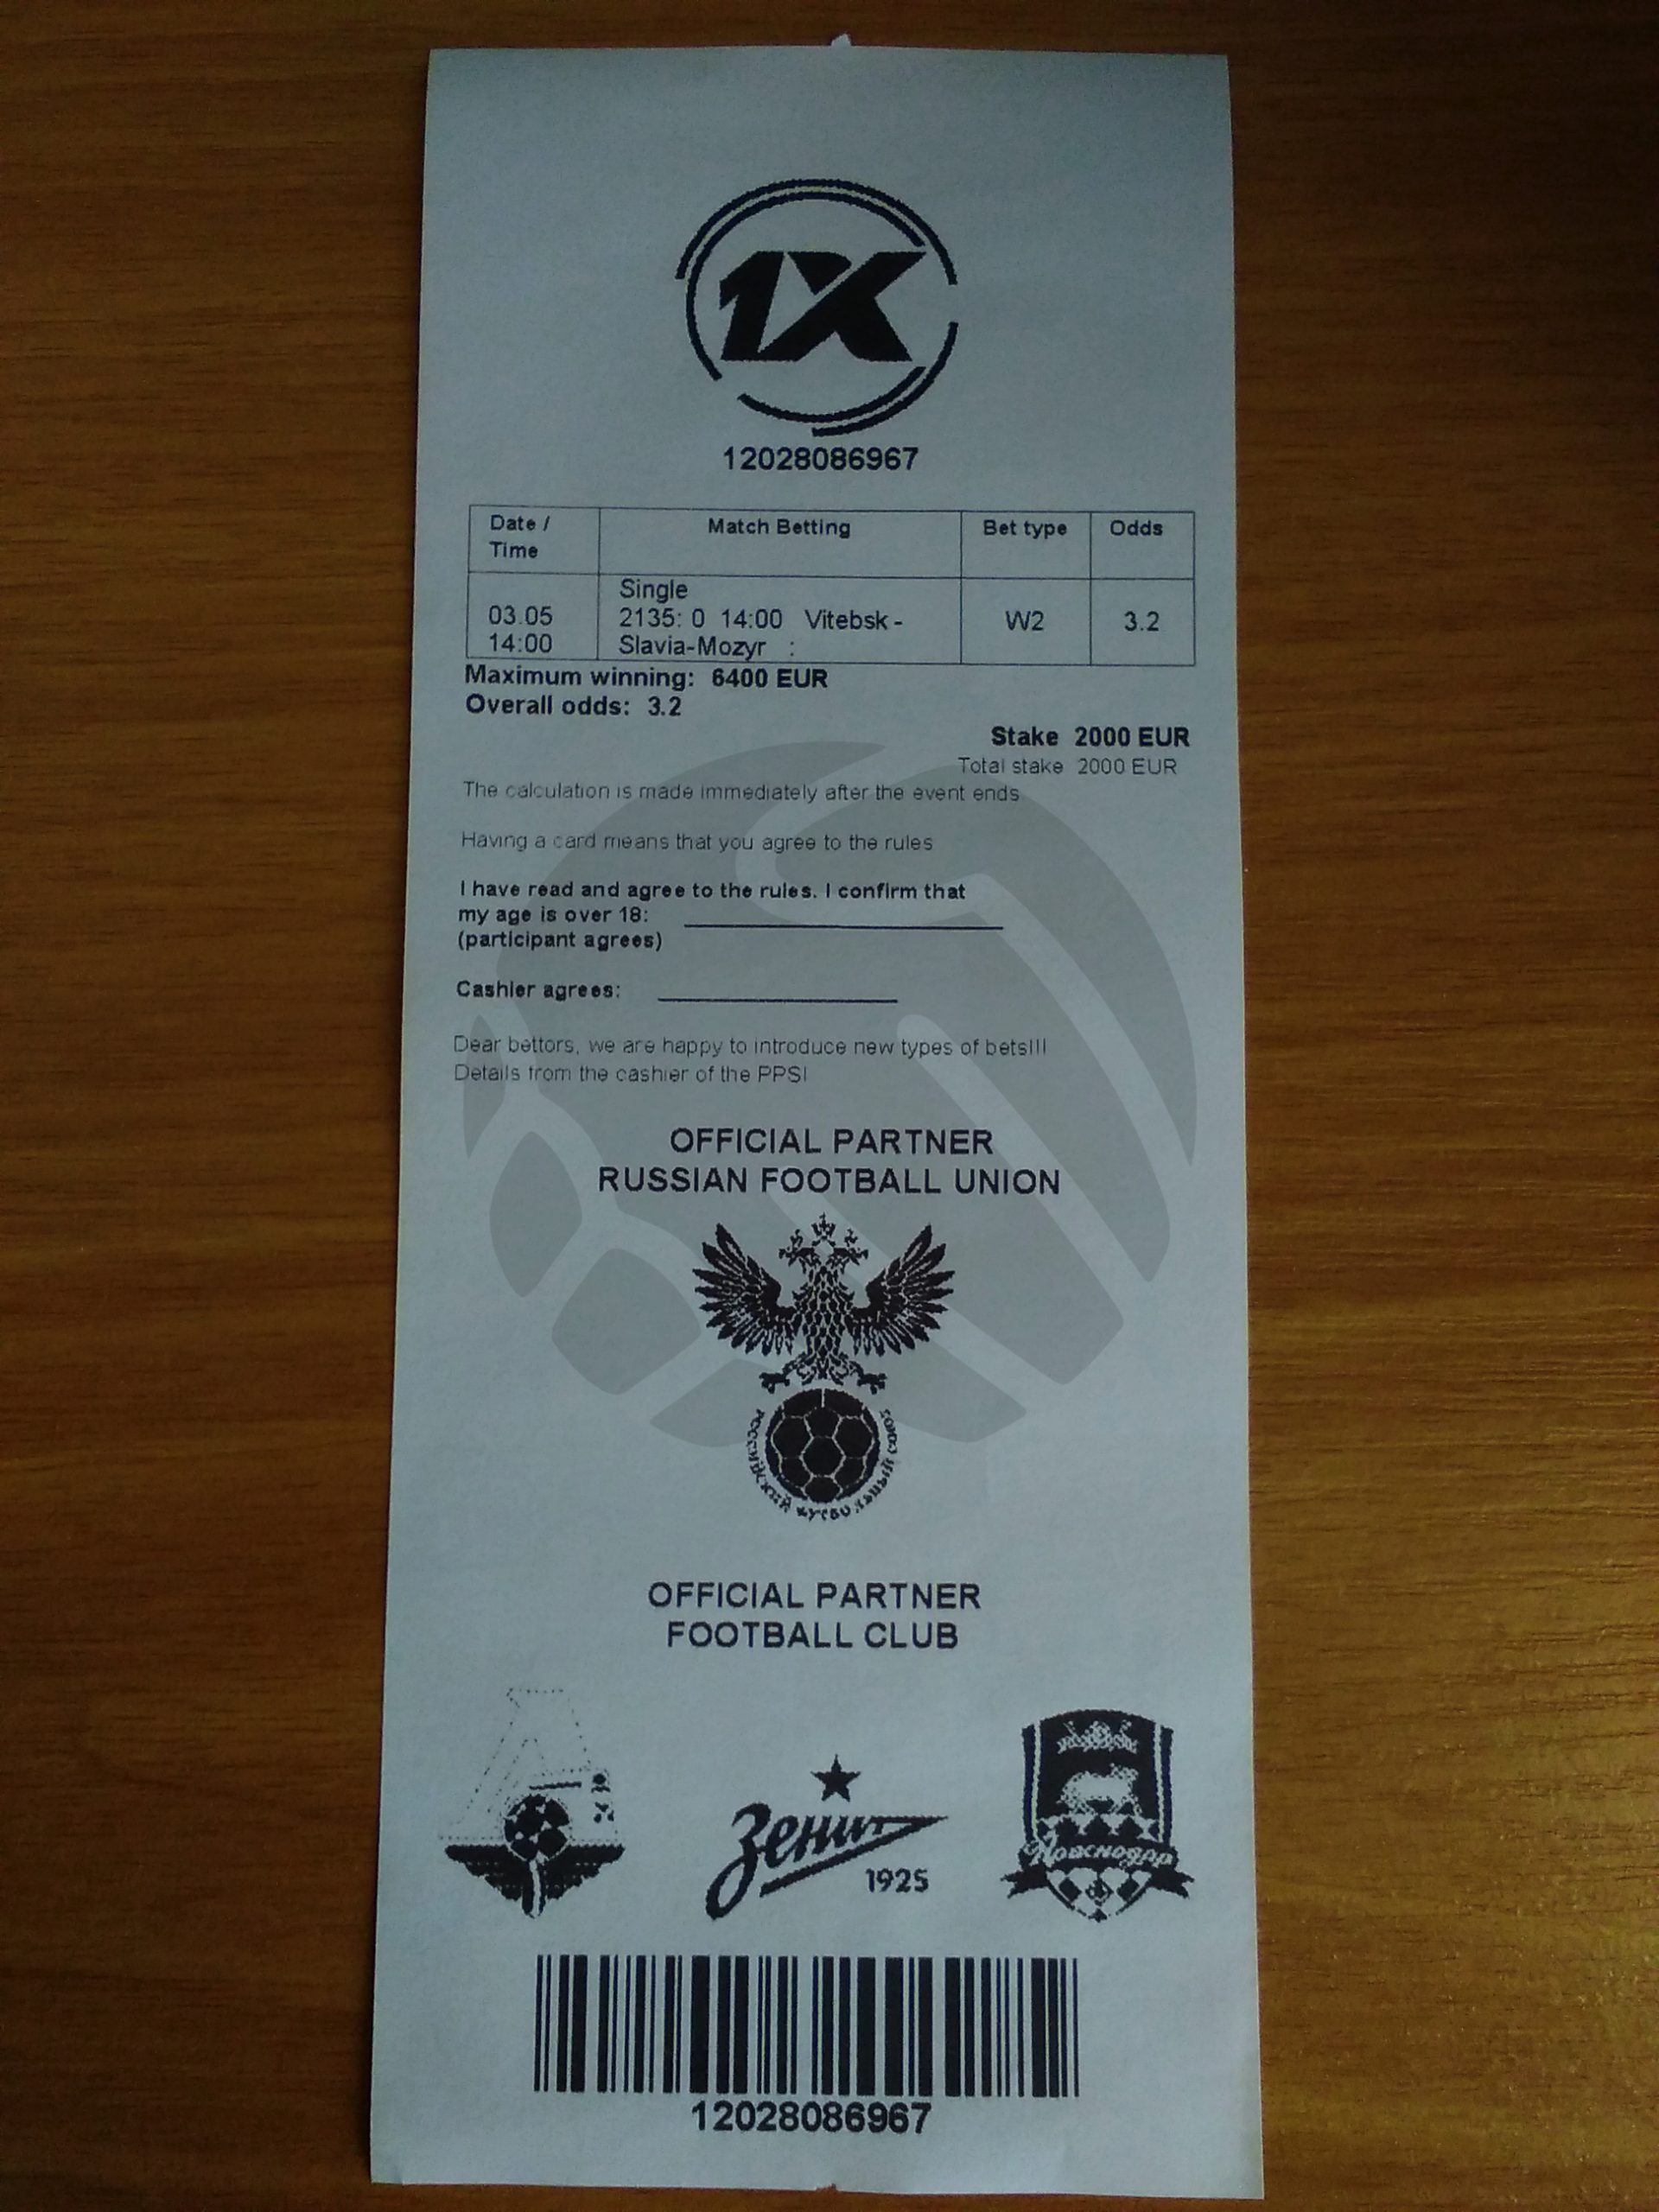 1X
12028086967
Date / Time
Match Betting
Bet type
Odds
03.05
14:00
Single
2135: 0 14:00 Vitebsk -
Slavia-Mozyr :
W2
3.2
Maximum winning: 6400 EUR
Overall odds: 3.2
Stake 2000 EUR
Total stake 2000 EUR
The calculation is made immediately after the event ends
Having a card means that you agree to the rules
I have read and agree to the rules. I confirm that
my age is over 18:
(participant agrees)
Cashier agrees:
Dear bettors, we are happy to introduce new types of bets!!!
Details from the cashier of the PPS!
OFFICIAL PARTNER
RUSSIAN FOOTBALL UNION
OFFICIAL PARTNER
FOOTBALL CLUB
Зенит
1925
Краснодар
12028086967